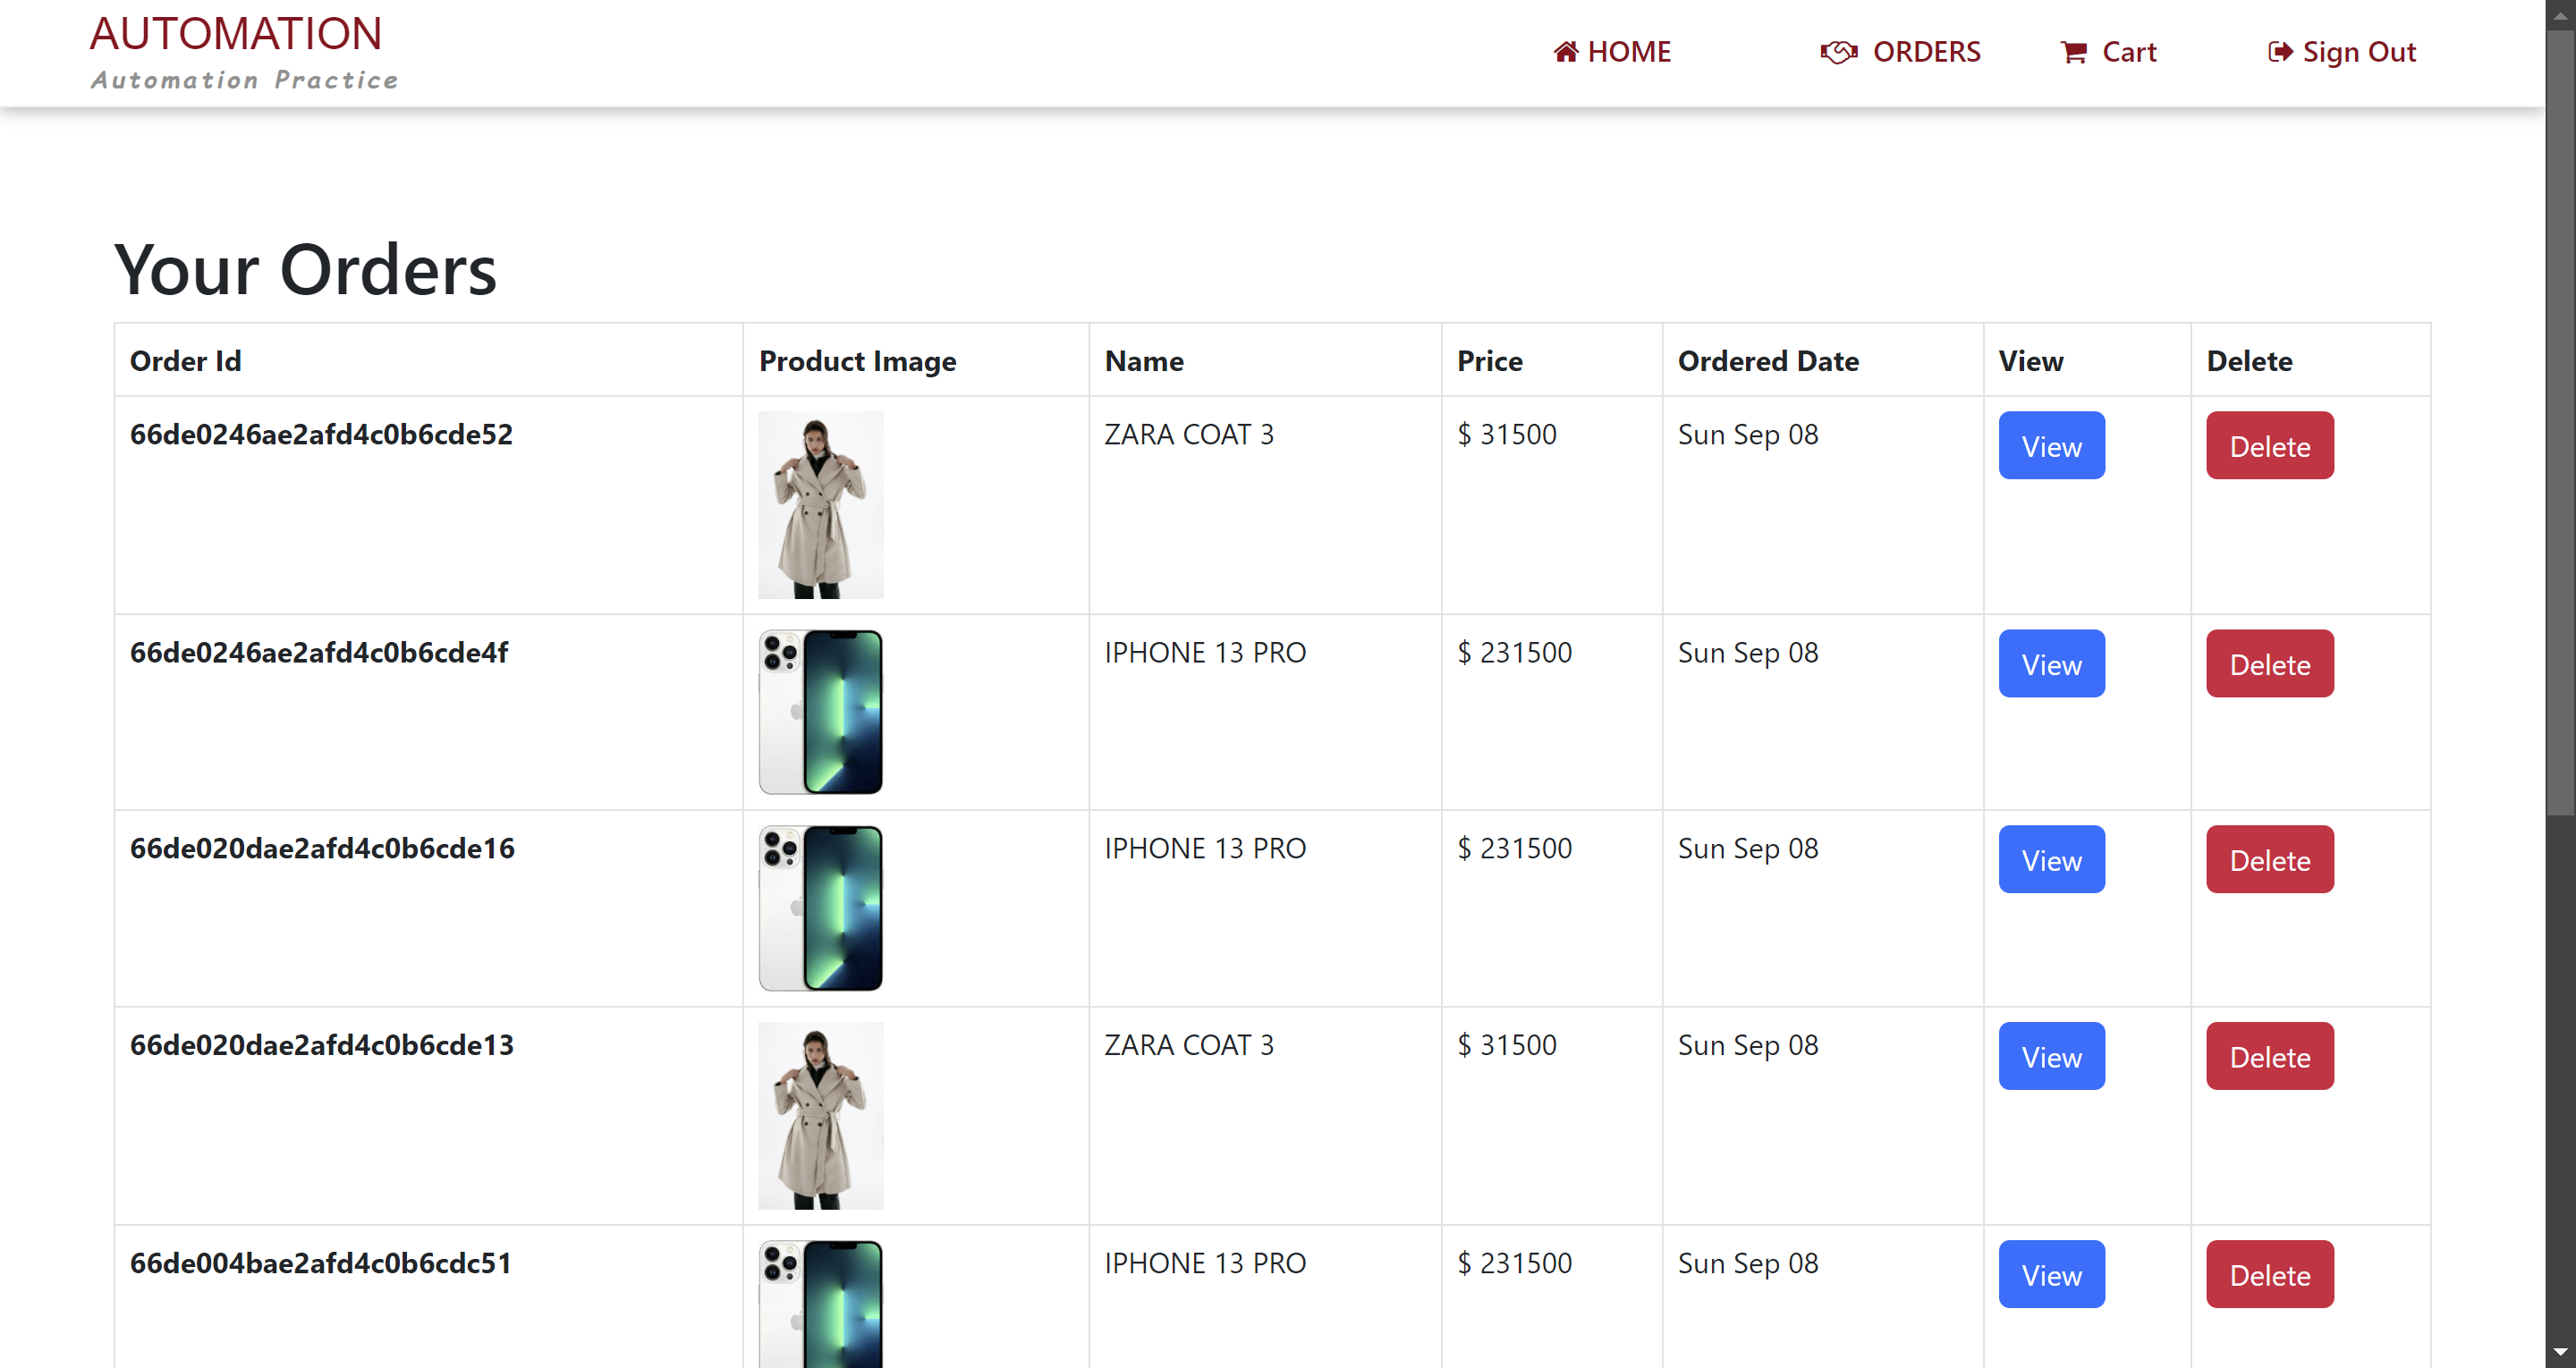 AUTOMATION
Automation Practice
HOME
ORDERS
Cart
Sign Out
Your Orders
Order Id Product Image Name Price Ordered Date View Delete
66de0246ae2afd4c0b6cde52 ZARA COAT 3 $ 31500 Sun Sep 08 View Delete
66de0246ae2afd4c0b6cde4f IPHONE 13 PRO $ 231500 Sun Sep 08 View Delete
66de020dae2afd4c0b6cde16 IPHONE 13 PRO $ 231500 Sun Sep 08 View Delete
66de020dae2afd4c0b6cde13 ZARA COAT 3 $ 31500 Sun Sep 08 View Delete
66de004bae2afd4c0b6cdc51 IPHONE 13 PRO $ 231500 Sun Sep 08 View Delete